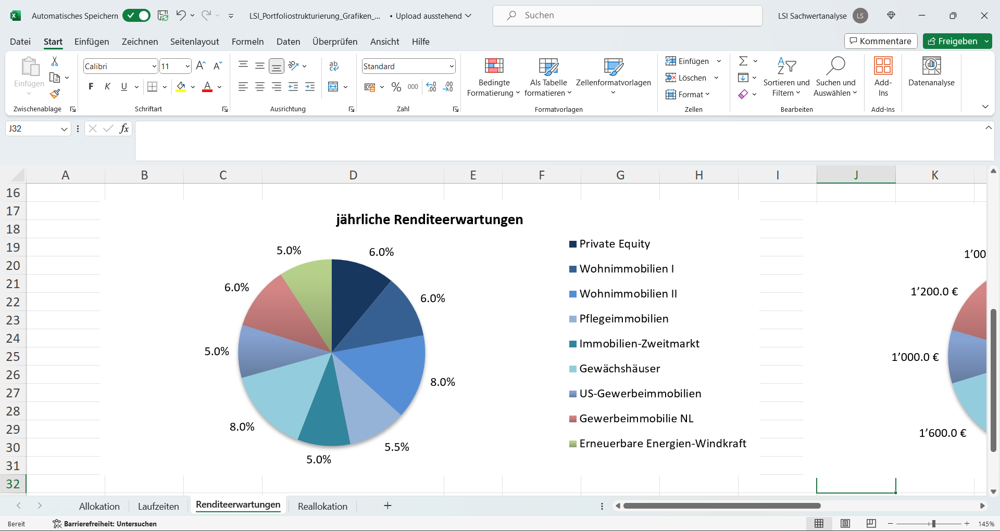 Automatisches Speichern
LSI_Portfoliostrukturierung_Grafiken_... • Upload ausstehend
Suchen
LSI Sachwertanalyse LS
Datei Start Einfügen Zeichnen Seitenlayout Formeln Daten Überprüfen Ansicht Hilfe
Kommentare Freigeben
Einfügen
Zwischenablage
Calibri 11
F K U
Schriftart
Ausrichtung
Standard
% 000
Zahl
Bedingte Formatierung
Als Tabelle formatieren
Zellenformatvorlagen
Formatvorlagen
Einfügen
Löschen
Format
Zellen
Sortieren und Filtern
Suchen und Auswählen
Bearbeiten
Add-Ins
Add-Ins
Datenanalyse
J32
fx
A B C D E F G H I J K
16
17
18
19
20
21
22
23
24
25
26
27
28
29
30
31
32
jährliche Renditeerwartungen
5.0%
6.0%
6.0%
6.0%
5.0%
8.0%
8.0%
5.5%
5.0%
Private Equity
Wohnimmobilien I
Wohnimmobilien II
Pflegeimmobilien
Immobilien-Zweitmarkt
Gewächshäuser
US-Gewerbeimmobilien
Gewerbeimmobilie NL
Erneuerbare Energien-Windkraft
1’00
1’200.0 €
1’000.0 €
1’600.0 €
Allokation Laufzeiten Renditeerwartungen Reallokation
Bereit
Barrierefreiheit: Untersuchen
145%